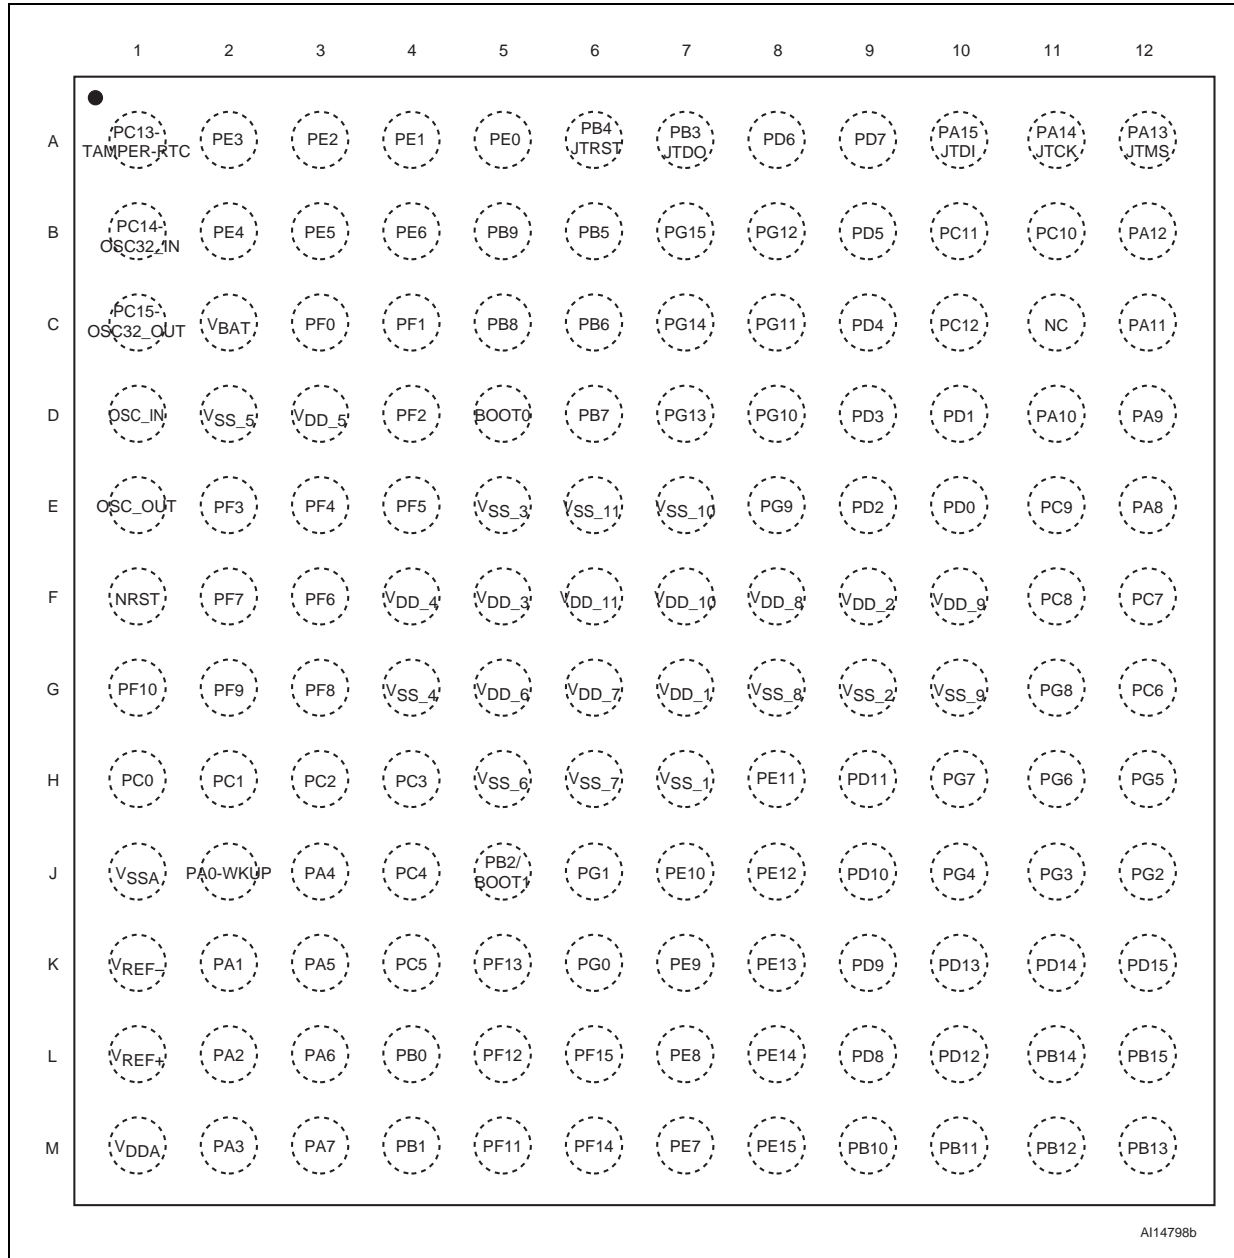 1 2 3 4 5 6 7 8 9 10 11 12
A PC13-TAMPER-RTC PE3 PE2 PE1 PE0 PB4 JTRST PB3 JTDO PD6 PD7 PA15 JTDI PA14 JTCK PA13 JTMS
B PC14-OSC32_IN PE4 PE5 PE6 PB9 PB5 PG15 PG12 PD5 PC11 PC10 PA12
C PC15-OSC32_OUT VBAT PF0 PF1 PB8 PB6 PG14 PG11 PD4 PC12 NC PA11
D OSC_IN VSS_5 VDD_5 PF2 BOOT0 PB7 PG13 PG10 PD3 PD1 PA10 PA9
E OSC_OUT PF3 PF4 PF5 VSS_3 VSS_11 VSS_10 PG9 PD2 PD0 PC9 PA8
F NRST PF7 PF6 VDD_4 VDD_3 VDD_11 VDD_10 VDD_8 VDD_2 VDD_9 PC8 PC7
G PF10 PF9 PF8 VSS_4 VDD_6 VDD_7 VDD_1 VSS_8 VSS_2 VSS_9 PG8 PC6
H PC0 PC1 PC2 PC3 VSS_6 VSS_7 VSS_1 PE11 PD11 PG7 PG6 PG5
J VSSA PA0-WKUP PA4 PC4 PB2/BOOT1 PG1 PE10 PE12 PD10 PG4 PG3 PG2
K VREF– PA1 PA5 PC5 PF13 PG0 PE9 PE13 PD9 PD13 PD14 PD15
L VREF+ PA2 PA6 PB0 PF12 PF15 PE8 PE14 PD8 PD12 PB14 PB15
M VDDA PA3 PA7 PB1 PF11 PF14 PE7 PE15 PB10 PB11 PB12 PB13
AI14798b